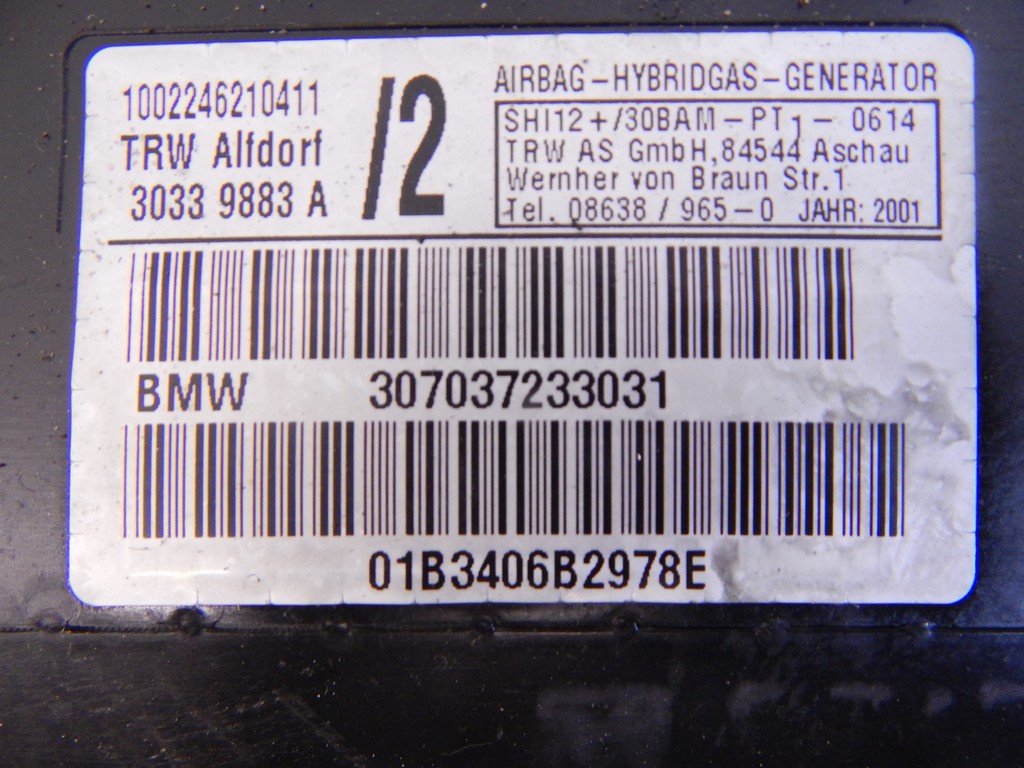 1002246210411
TRW Alfdorf
3033 9883 A
/2
AIRBAG-HYBRIDGAS-GENERATOR
SHI12+/30BAM-PT1-0614
TRW AS GmbH,84544 Aschau
Wernher von Braun Str.1
Tel. 08638 / 965-0 JAHR: 2001
BMW 307037233031
01B3406B2978E